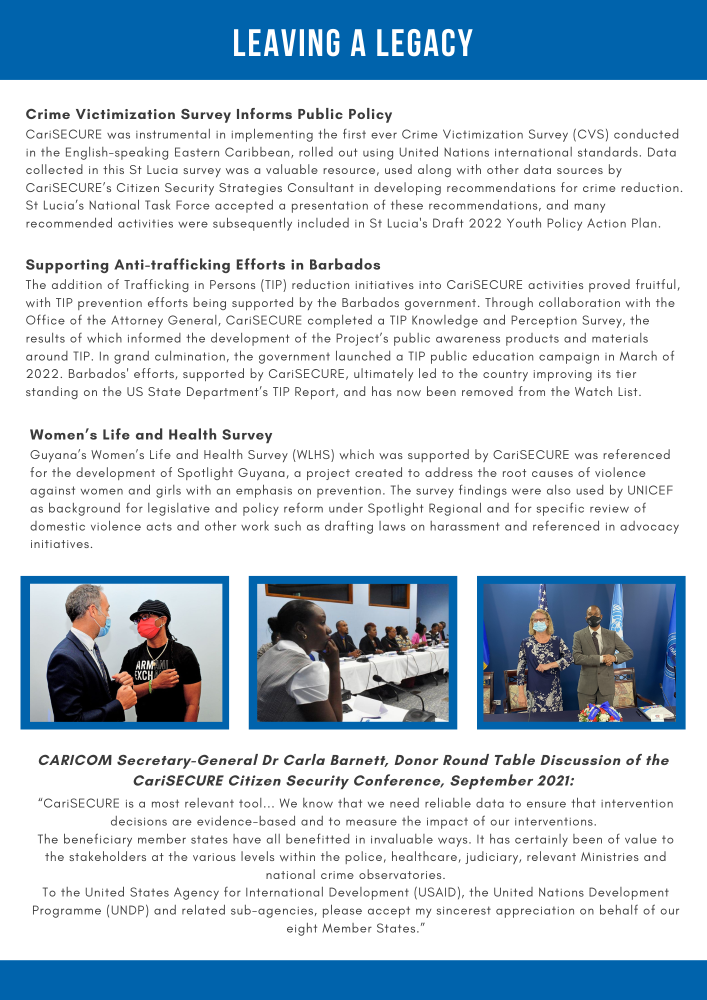 LEAVING A LEGACY
Crime Victimization Survey Informs Public Policy
CariSECURE was instrumental in implementing the first ever Crime Victimization Survey (CVS) conducted
in the English-speaking Eastern Caribbean, rolled out using United Nations international standards. Data
collected in this St Lucia survey was a valuable resource, used along with other data sources by
CariSECURE’s Citizen Security Strategies Consultant in developing recommendations for crime reduction.
St Lucia’s National Task Force accepted a presentation of these recommendations, and many
recommended activities were subsequently included in St Lucia's Draft 2022 Youth Policy Action Plan.
Supporting Anti-trafficking Efforts in Barbados
The addition of Trafficking in Persons (TIP) reduction initiatives into CariSECURE activities proved fruitful,
with TIP prevention efforts being supported by the Barbados government. Through collaboration with the
Office of the Attorney General, CariSECURE completed a TIP Knowledge and Perception Survey, the
results of which informed the development of the Project’s public awareness products and materials
around TIP. In grand culmination, the government launched a TIP public education campaign in March of
2022. Barbados' efforts, supported by CariSECURE, ultimately led to the country improving its tier
standing on the US State Department’s TIP Report, and has now been removed from the Watch List.
Women’s Life and Health Survey
Guyana’s Women’s Life and Health Survey (WLHS) which was supported by CariSECURE was referenced
for the development of Spotlight Guyana, a project created to address the root causes of violence
against women and girls with an emphasis on prevention. The survey findings were also used by UNICEF
as background for legislative and policy reform under Spotlight Regional and for specific review of
domestic violence acts and other work such as drafting laws on harassment and referenced in advocacy
initiatives.
ARMANI
EXCHA
CARICOM Secretary-General Dr Carla Barnett, Donor Round Table Discussion of the
CariSECURE Citizen Security Conference, September 2021:
“CariSECURE is a most relevant tool... We know that we need reliable data to ensure that intervention
decisions are evidence-based and to measure the impact of our interventions.
The beneficiary member states have all benefitted in invaluable ways. It has certainly been of value to
the stakeholders at the various levels within the police, healthcare, judiciary, relevant Ministries and
national crime observatories.
To the United States Agency for International Development (USAID), the United Nations Development
Programme (UNDP) and related sub-agencies, please accept my sincerest appreciation on behalf of our
eight Member States.”